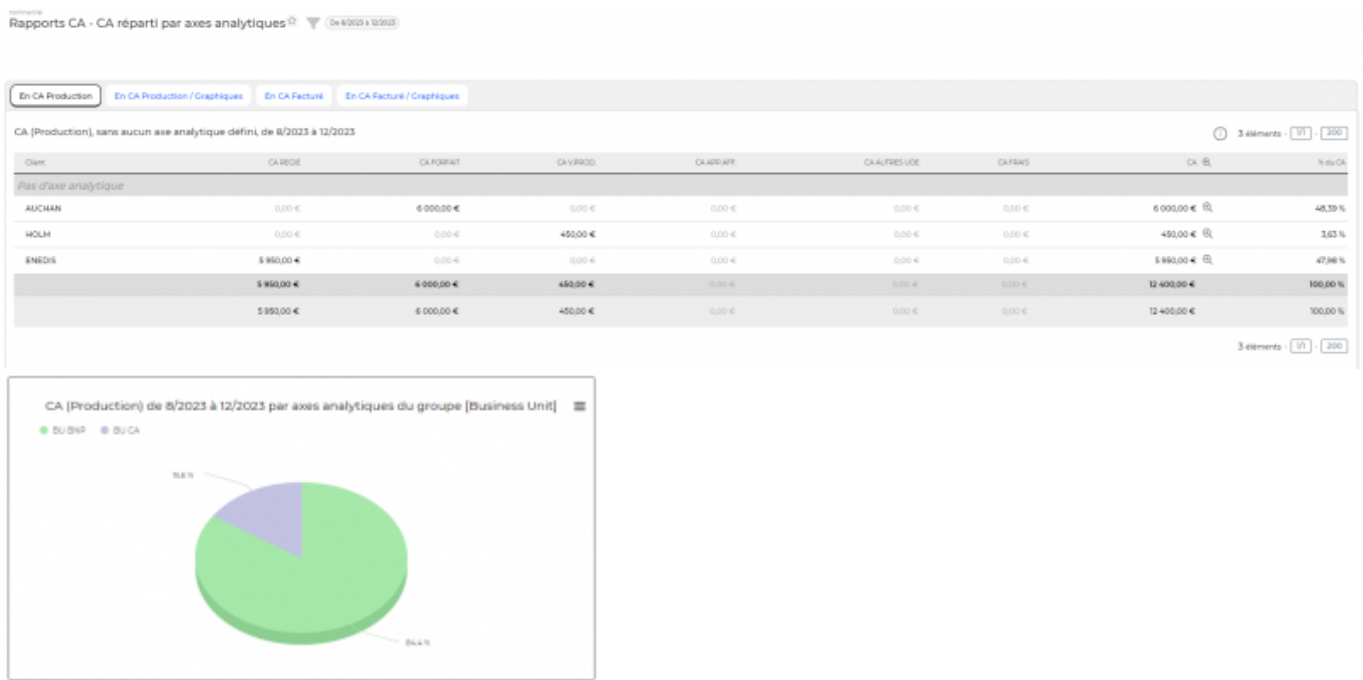 Commercial
Rapports CA - CA réparti par axes analytiques De 8/2023 à 12/2023
En CA Production En CA Production / Graphiques En CA Facturé En CA Facturé / Graphiques
CA (Production), sans aucun axe analytique défini, de 8/2023 à 12/2023 3 éléments - 1/1 - 200
Client CA REGIE CA FORFAIT CA V.PROD. CA APP.AFF. CA AUTRES UOE CA FRAIS CA % du CA
Pas d'axe analytique
AUCHAN 0,00 € 6 000,00 € 0,00 € 0,00 € 0,00 € 0,00 € 6 000,00 € 48,39 %
HOLM 0,00 € 0,00 € 450,00 € 0,00 € 0,00 € 0,00 € 450,00 € 3,63 %
ENEDIS 5 950,00 € 0,00 € 0,00 € 0,00 € 0,00 € 0,00 € 5 950,00 € 47,98 %
5 950,00 € 6 000,00 € 450,00 € 0,00 € 0,00 € 0,00 € 12 400,00 € 100,00 %
5 950,00 € 6 000,00 € 450,00 € 0,00 € 0,00 € 0,00 € 12 400,00 € 100,00 %
3 éléments - 1/1 - 200
CA (Production) de 8/2023 à 12/2023 par axes analytiques du groupe [Business Unit]
BU BNP BU CA
15.6 %
84.4 %